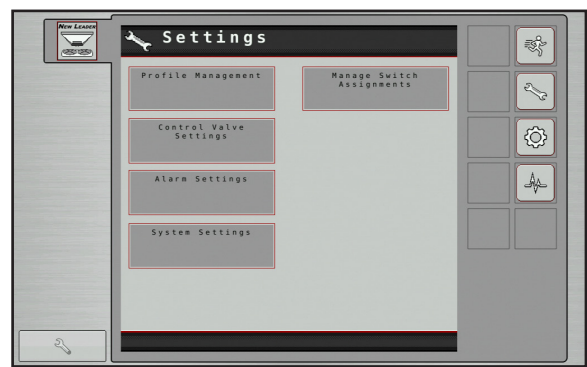 New Leader
Settings
Profile Management
Manage Switch
Assignments
Control Valve
Settings
Alarm Settings
System Settings